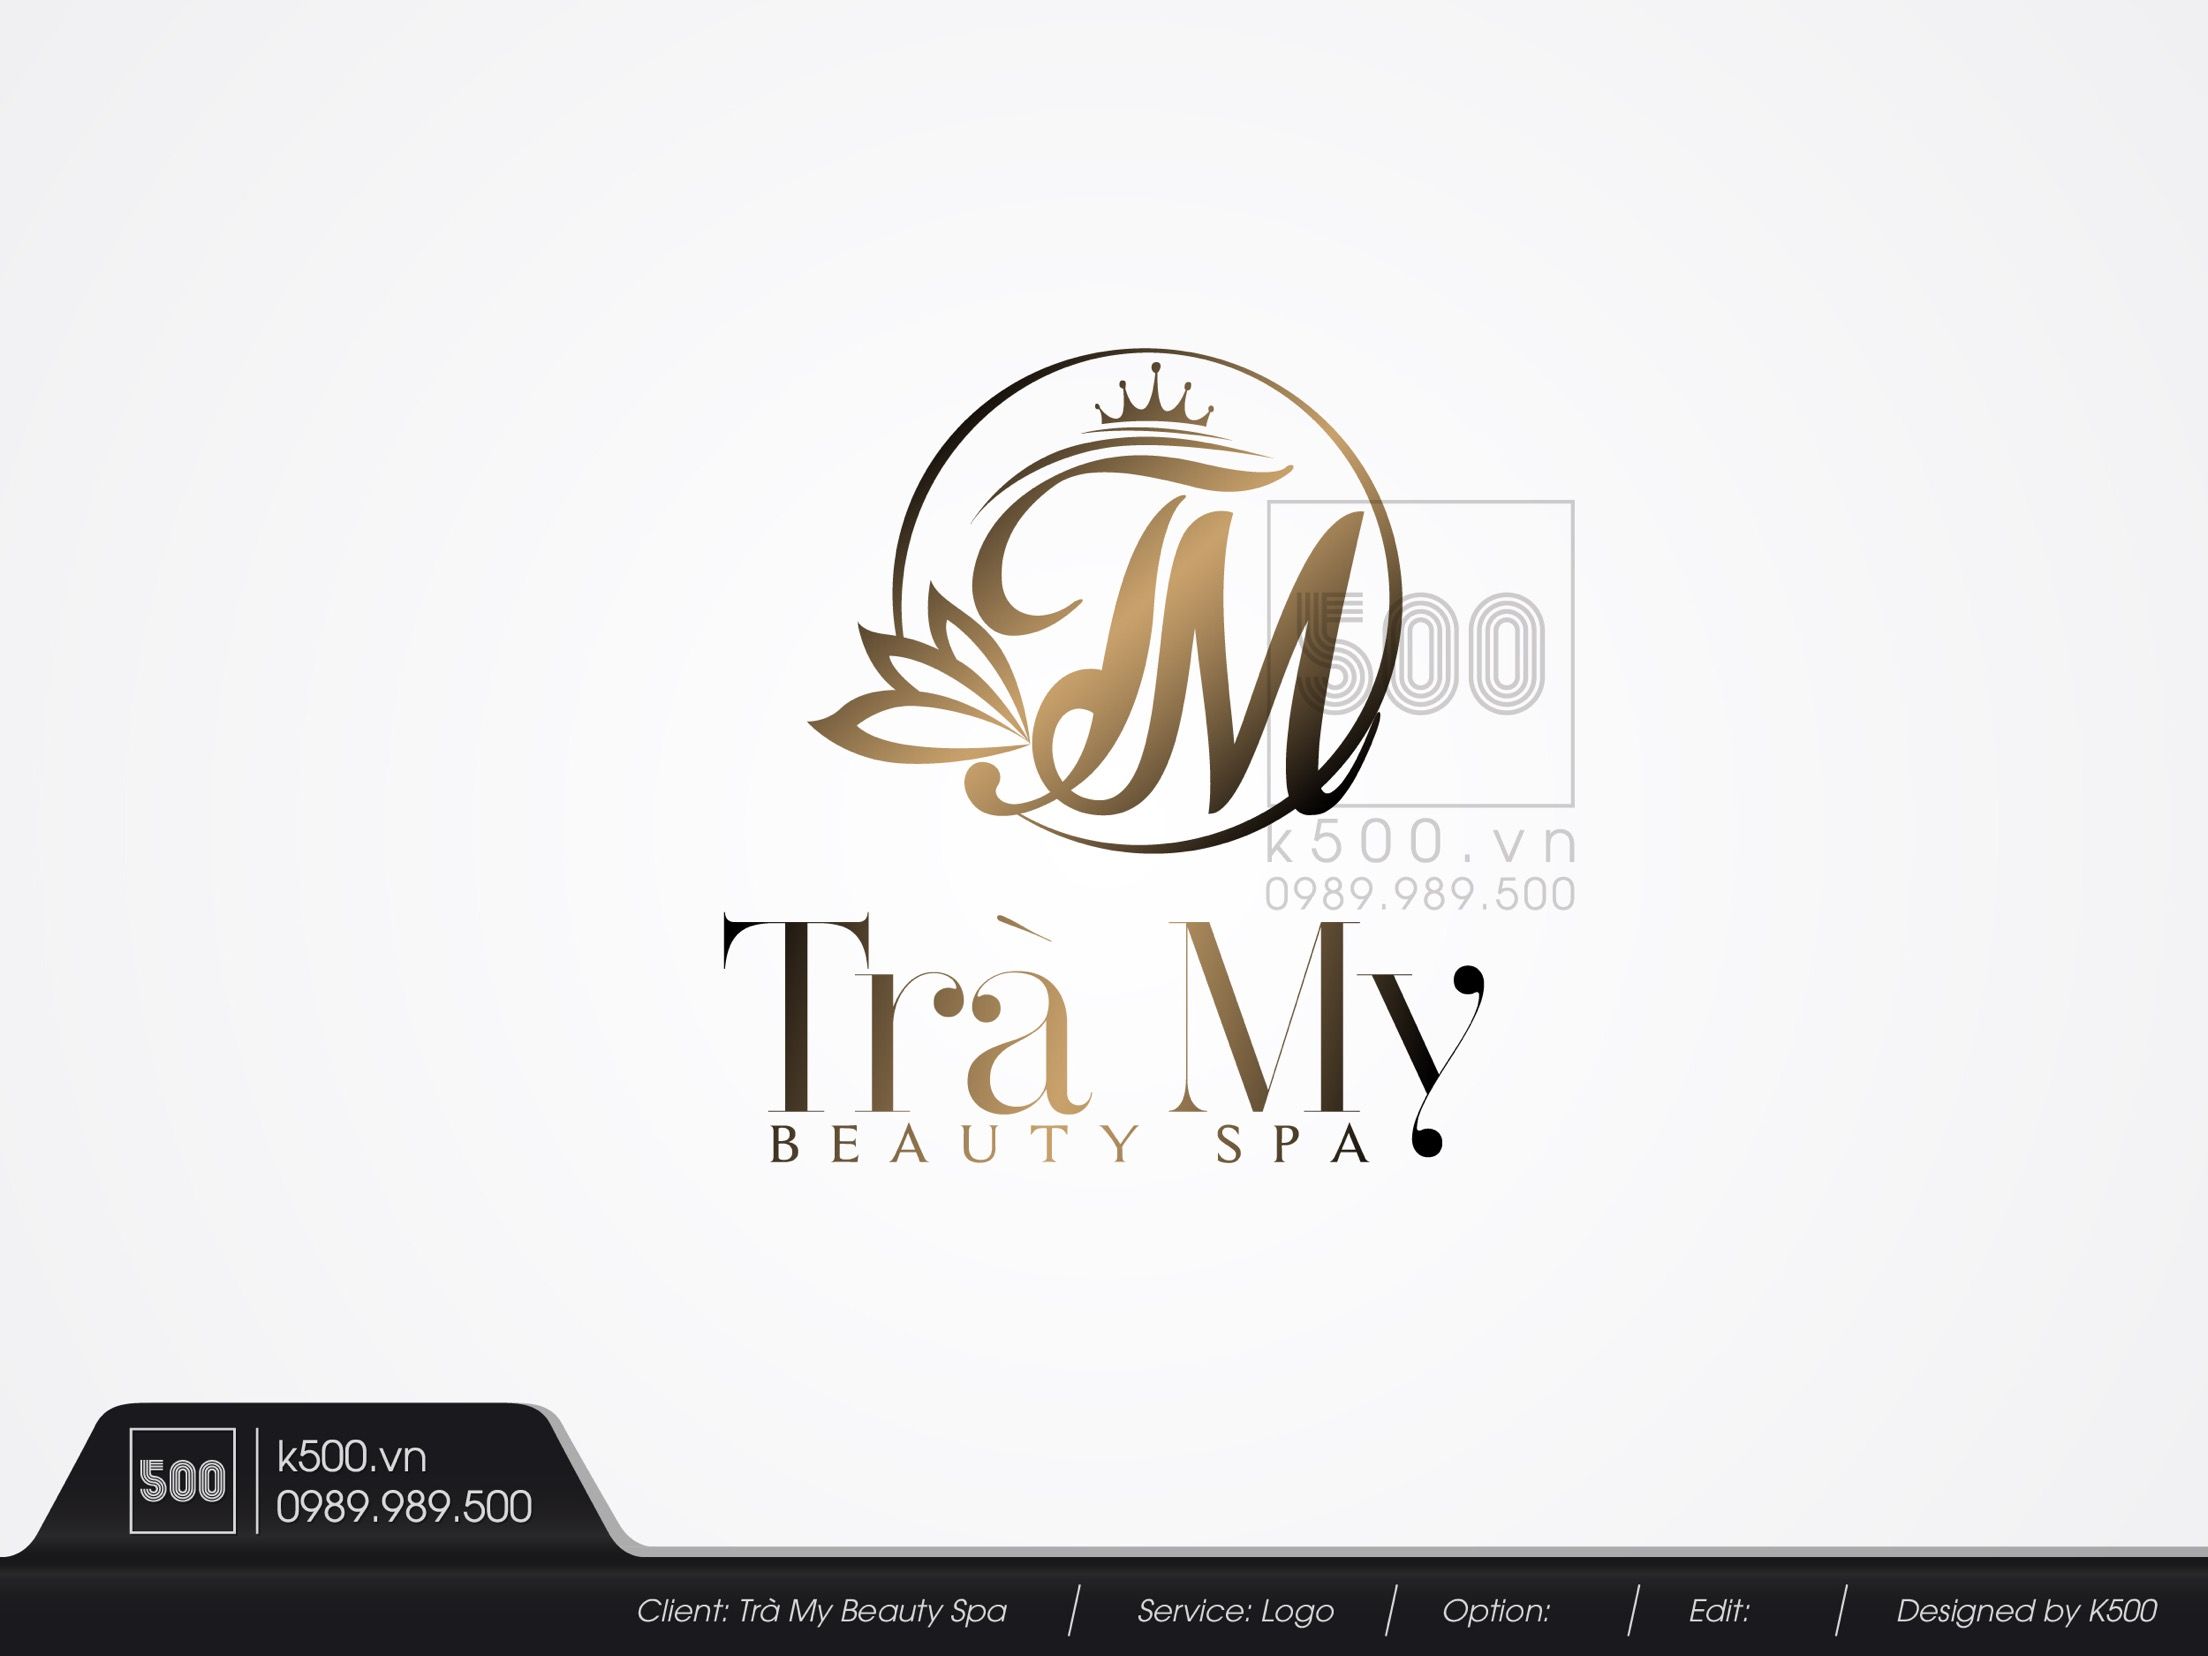 TM
500
k500.vn
0989.989.500
Trà My
BEAUTY SPA
500
k500.vn
0989.989.500
Client: Trà My Beauty Spa / Service: Logo / Option: / Edit: / Designed by K500